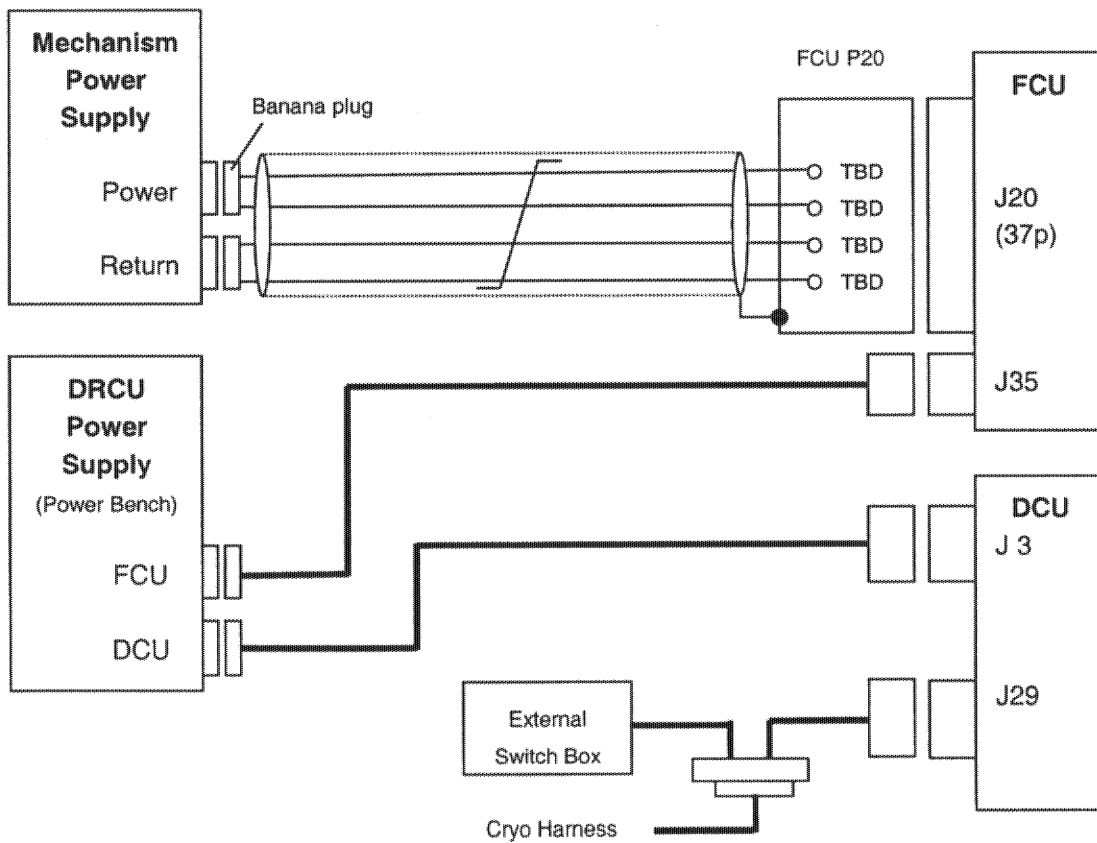 Mechanism
Power
Supply
Power
Return
Banana plug
FCU P20
TBD
TBD
TBD
TBD
FCU
J20
(37p)
J35
DRCU
Power
Supply
(Power Bench)
FCU
DCU
DCU
J 3
J29
External
Switch Box
Cryo Harness